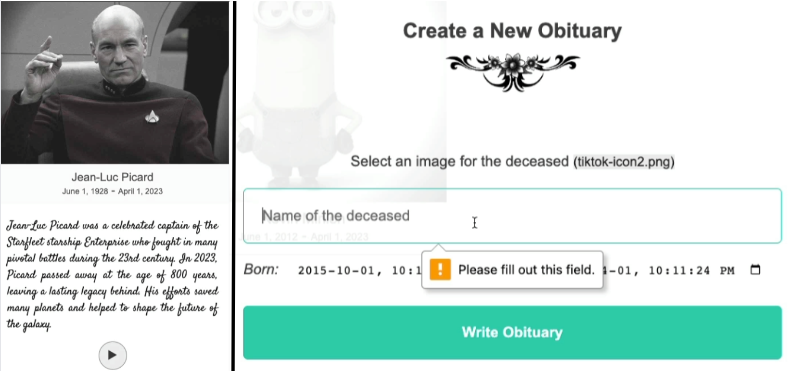 Jean-Luc Picard
June 1, 1928 - April 1, 2023
Jean-Luc Picard was a celebrated captain of the
Starfleet starship Enterprise who fought in many
pivotal battles during the 23rd century. In 2023,
Picard passed away at the age of 800 years,
leaving a lasting legacy behind. His efforts saved
many planets and helped to shape the future of
the galaxy.
Create a New Obituary
Select an image for the deceased (tiktok-icon2.png)
Name of the deceased
June 1, 2012 - April 1, 2023
Please fill out this field.
Born: 2015-10-01, 10:1
4-01, 10:11:24 PM
Write Obituary